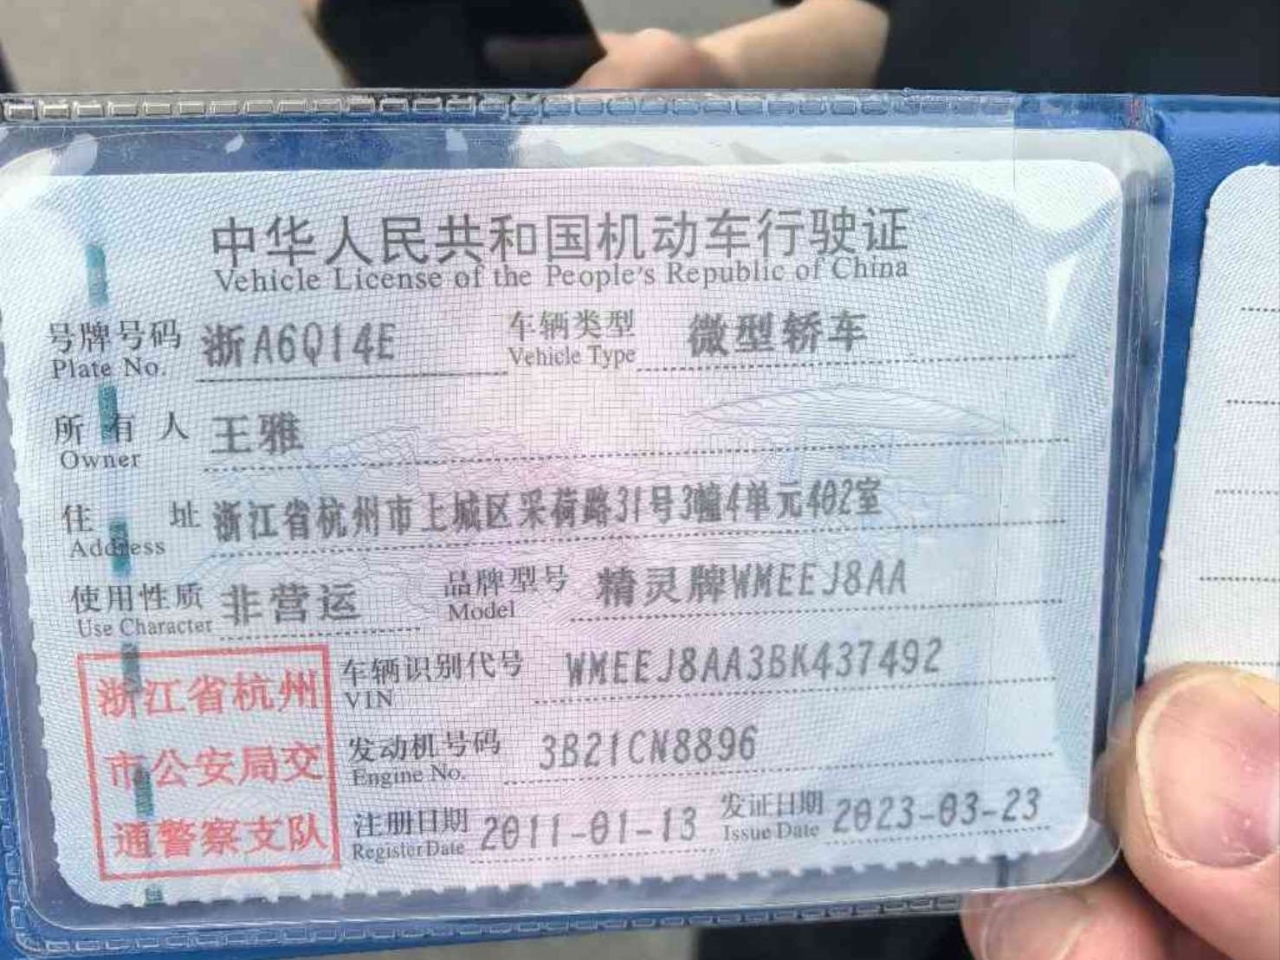 中华人民共和国机动车行驶证
Vehicle License of the People's Republic of China
号牌号码 浙A6Q14E 车辆类型 微型轿车
Plate No. Vehicle Type
所有人 王雅
Owner
住址 浙江省杭州市上城区采荷路31号3幢4单元402室
Address
使用性质 非营运 品牌型号 精灵牌WMEEJ8AA
Use Character Model
车辆识别代号 WMEEJ8AA3BK437492
VIN
发动机号码 3B21CN8896
Engine No.
注册日期 2011-01-13 发证日期 2023-03-23
Register Date Issue Date
浙江省杭州
市公安局交
通警察支队